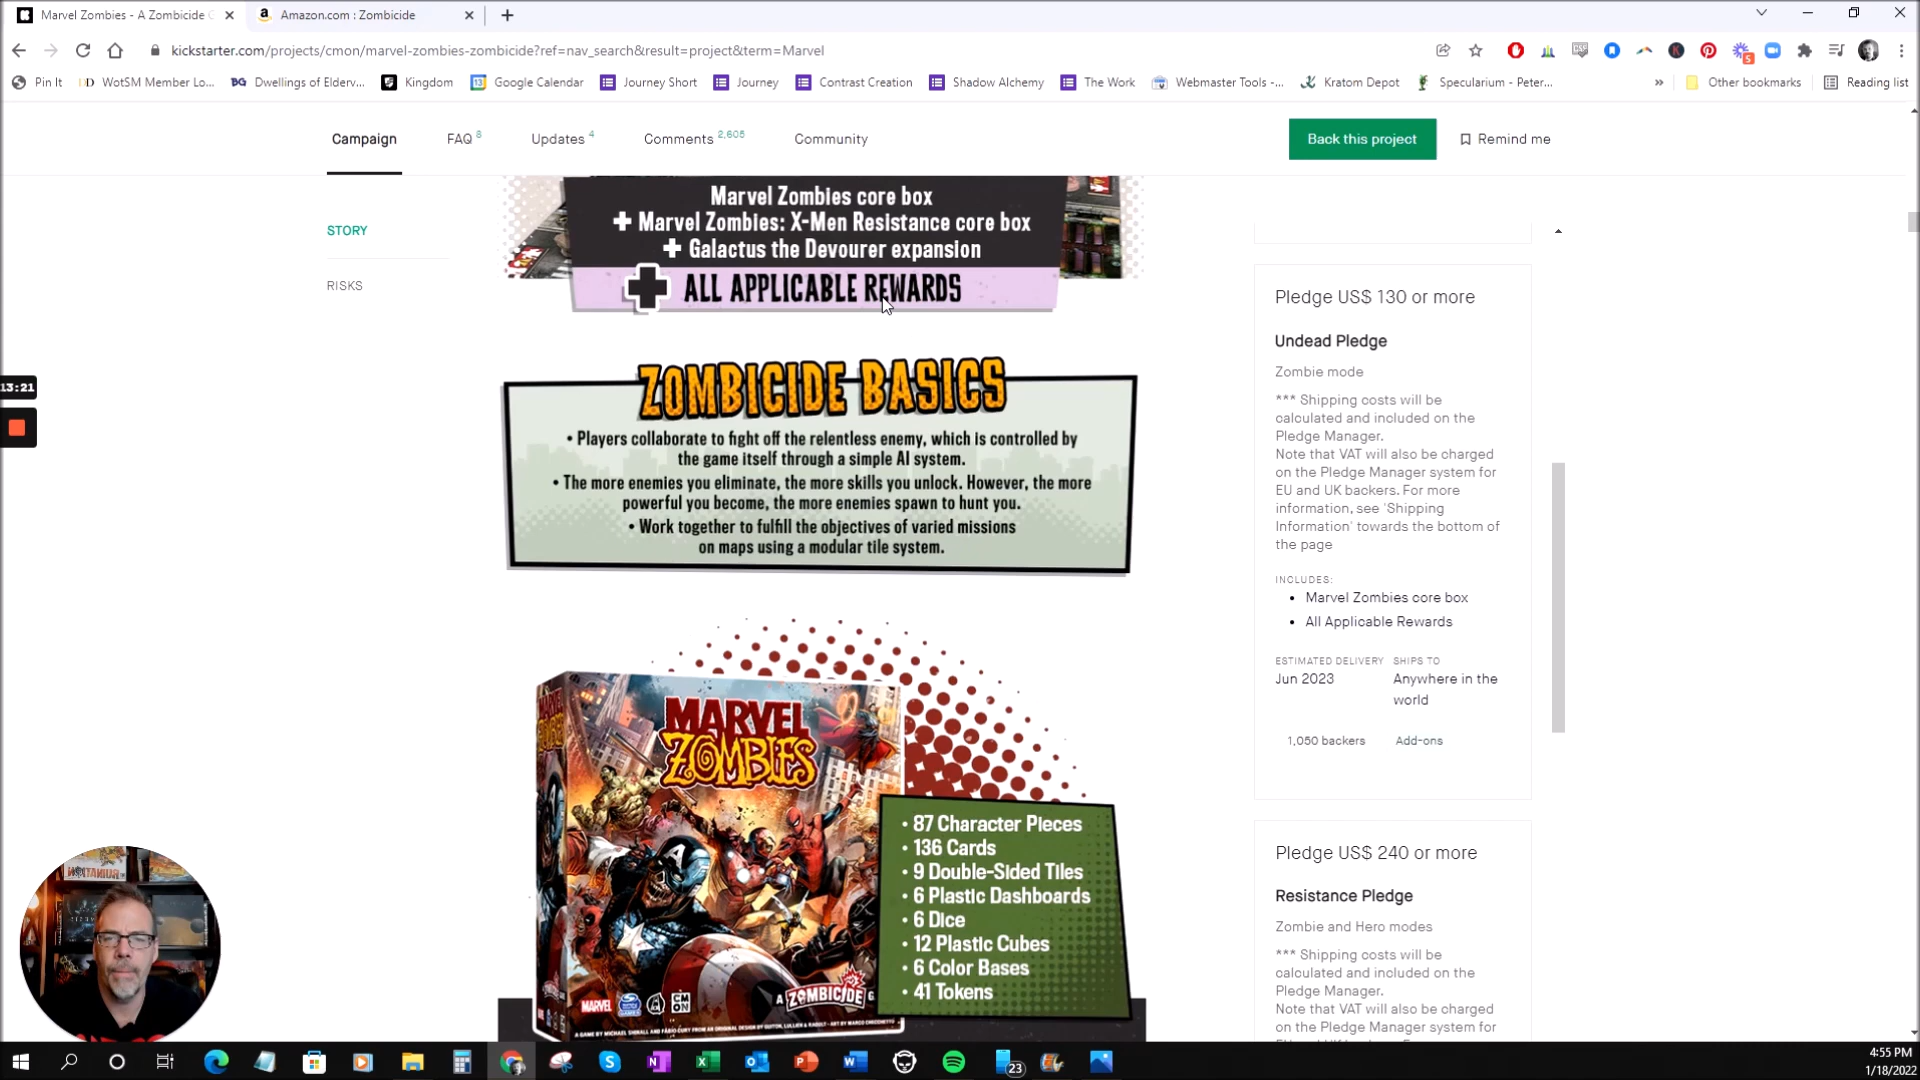 Marvel Zombies - A Zombicide G
Amazon.com : Zombicide
kickstarter.com/projects/cmon/marvel-zombies-zombicide?ref=nav_search&result=project&term=Marvel
Pin It
WotSM Member Lo...
Dwellings of Elderv...
Kingdom
Google Calendar
Journey Short
Journey
Contrast Creation
Shadow Alchemy
The Work
Webmaster Tools -...
Kratom Depot
Specularium - Peter...
Other bookmarks
Reading list
Campaign
FAQ 8
Updates 4
Comments 2,605
Community
Back this project
Remind me
STORY
RISKS
Marvel Zombies core box
+ Marvel Zombies: X-Men Resistance core box
+ Galactus the Devourer expansion
+ ALL APPLICABLE REWARDS
ZOMBICIDE BASICS
• Players collaborate to fight off the relentless enemy, which is controlled by
the game itself through a simple AI system.
• The more enemies you eliminate, the more skills you unlock. However, the more
powerful you become, the more enemies spawn to hunt you.
• Work together to fulfill the objectives of varied missions
on maps using a modular tile system.
MARVEL
ZOMBIES
• 87 Character Pieces
• 136 Cards
• 9 Double-Sided Tiles
• 6 Plastic Dashboards
• 6 Dice
• 12 Plastic Cubes
• 6 Color Bases
• 41 Tokens
MARVEL
CMON
A ZOMBICIDE G
Pledge US$ 130 or more
Undead Pledge
Zombie mode
*** Shipping costs will be
calculated and included on the
Pledge Manager.
Note that VAT will also be charged
on the Pledge Manager system for
EU and UK backers. For more
information, see 'Shipping
Information' towards the bottom of
the page
INCLUDES:
• Marvel Zombies core box
• All Applicable Rewards
ESTIMATED DELIVERY
Jun 2023
SHIPS TO
Anywhere in the
world
1,050 backers
Add-ons
Pledge US$ 240 or more
Resistance Pledge
Zombie and Hero modes
*** Shipping costs will be
calculated and included on the
Pledge Manager.
Note that VAT will also be charged
on the Pledge Manager system for
13:21
5
23
4:55 PM
1/18/2022